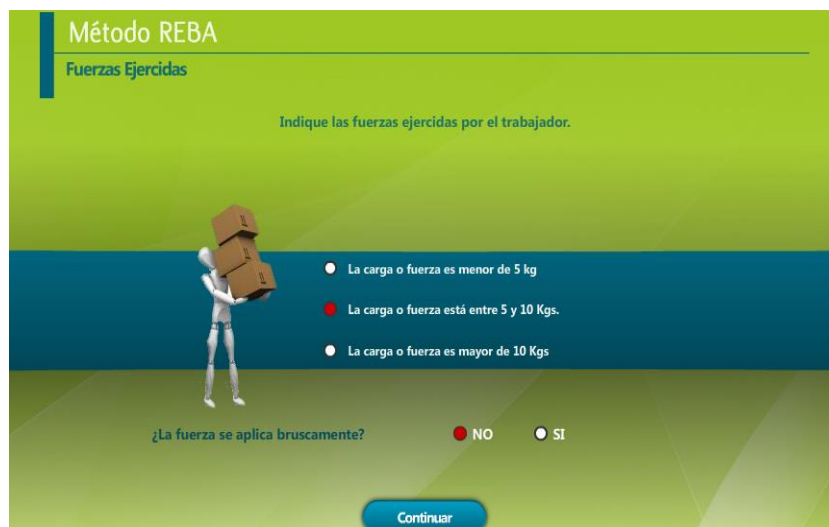 Método REBA
Fuerzas Ejercidas
Indique las fuerzas ejercidas por el trabajador.
La carga o fuerza es menor de 5 kg
La carga o fuerza está entre 5 y 10 Kgs.
La carga o fuerza es mayor de 10 Kgs
¿La fuerza se aplica bruscamente? NO SI
Continuar